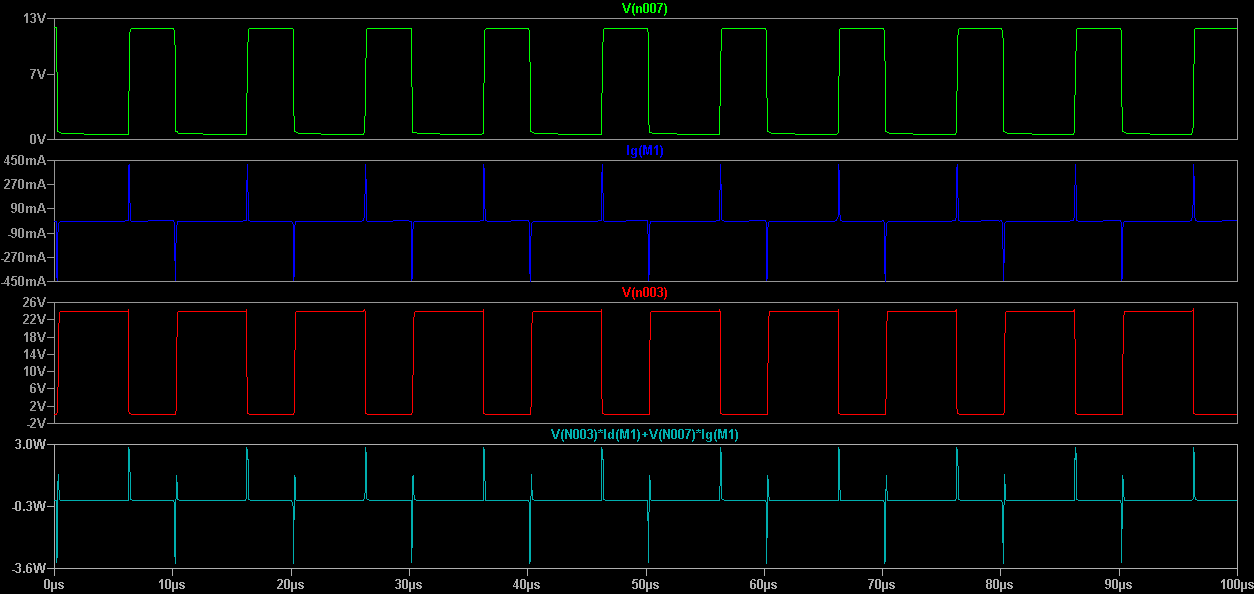 V(n007)
13V
7V
0V
Ig(M1)
450mA
270mA
90mA
-90mA
-270mA
-450mA
V(n003)
26V
22V
18V
14V
10V
6V
2V
-2V
V(N003)*Id(M1)+V(N007)*Ig(M1)
3.0W
-0.3W
-3.6W
0µs 10µs 20µs 30µs 40µs 50µs 60µs 70µs 80µs 90µs 100µs